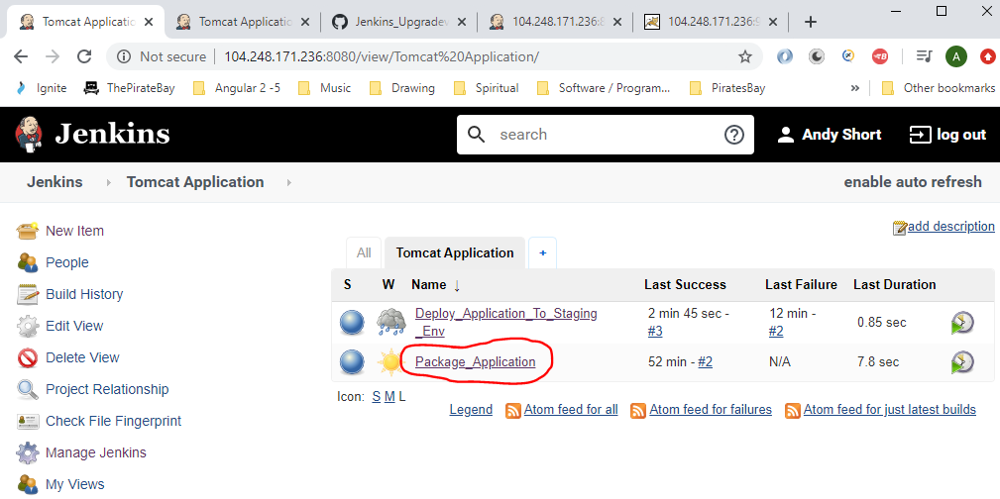 Tomcat Applicatio
Tomcat Applicatio
Jenkins_Upgradev
104.248.171.236:8
104.248.171.236:9
Not secure
104.248.171.236:8080/view/Tomcat%20Application/
A
Ignite
ThePirateBay
Angular 2 -5
Music
Drawing
Spiritual
Software / Program...
PiratesBay
»
Other bookmarks
Jenkins
search
Andy Short
log out
Jenkins
Tomcat Application
enable auto refresh
New Item
People
Build History
Edit View
Delete View
Project Relationship
Check File Fingerprint
Manage Jenkins
My Views
add description
All
Tomcat Application
+
S W Name ↓ Last Success Last Failure Last Duration
Deploy_Application_To_Staging
_Env
2 min 45 sec -
#3
12 min -
#2
0.85 sec
Package_Application
52 min - #2
N/A
7.8 sec
Icon: S M L
Legend
Atom feed for all
Atom feed for failures
Atom feed for just latest builds